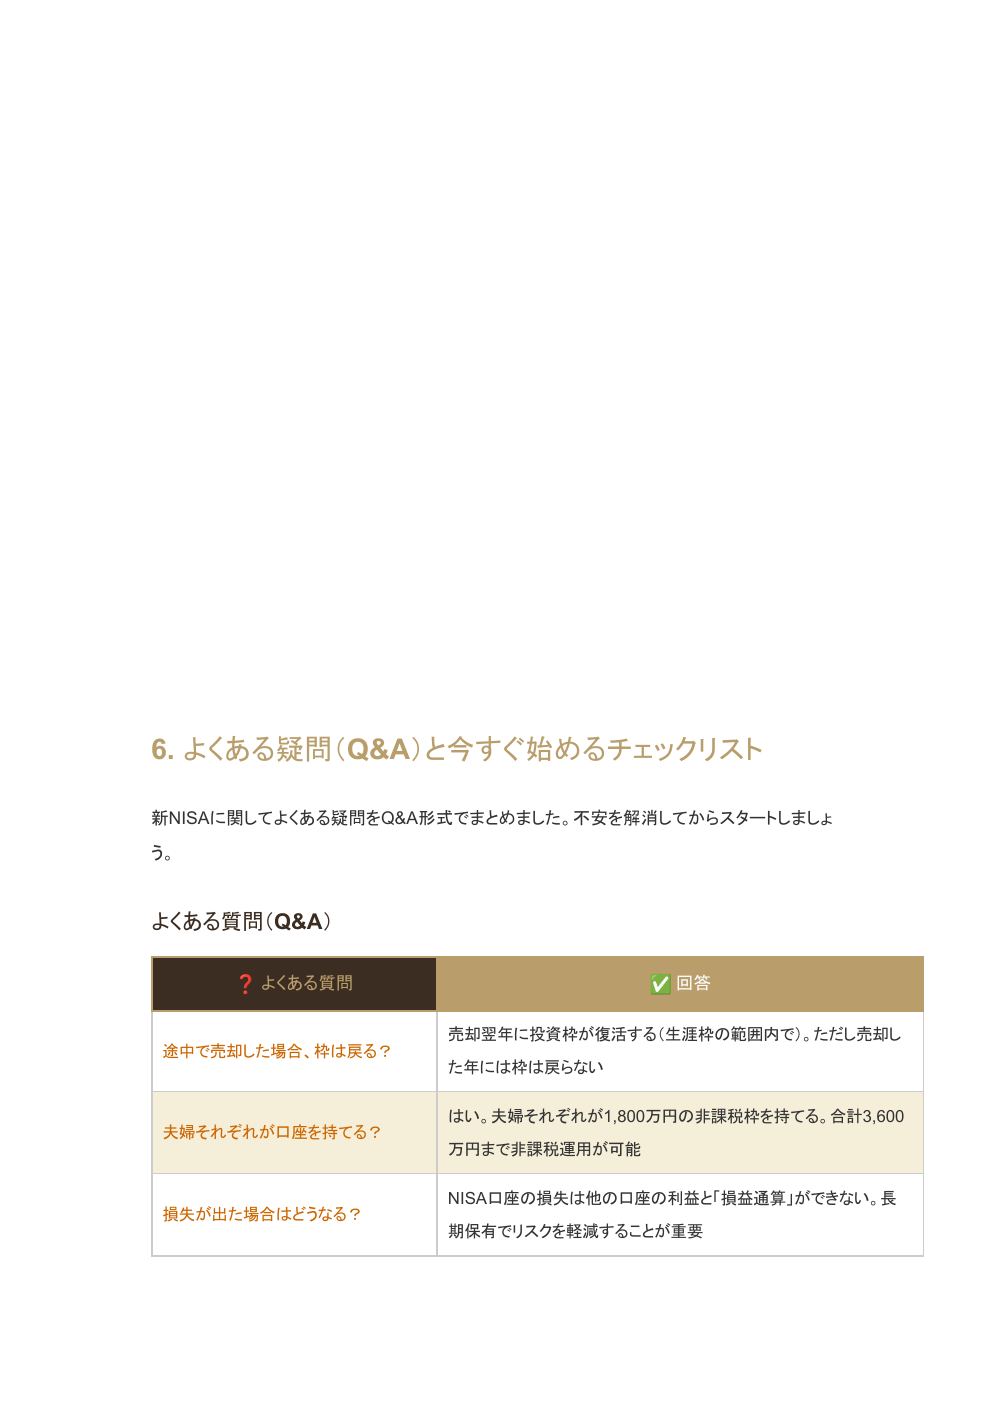 6. よくある疑問（Q&A）と今すぐ始めるチェックリスト
新NISAに関してよくある疑問をQ&A形式でまとめました。不安を解消してからスタートしましょ
う。
よくある質問（Q&A）
❓ よくある質問
✅ 回答
途中で売却した場合、枠は戻る？
売却翌年に投資枠が復活する（生涯枠の範囲内で）。ただし売却し
た年には枠は戻らない
夫婦それぞれが口座を持てる？
はい。夫婦それぞれが1,800万円の非課税枠を持てる。合計3,600
万円まで非課税運用が可能
損失が出た場合はどうなる？
NISA口座の損失は他の口座の利益と「損益通算」ができない。長
期保有でリスクを軽減することが重要